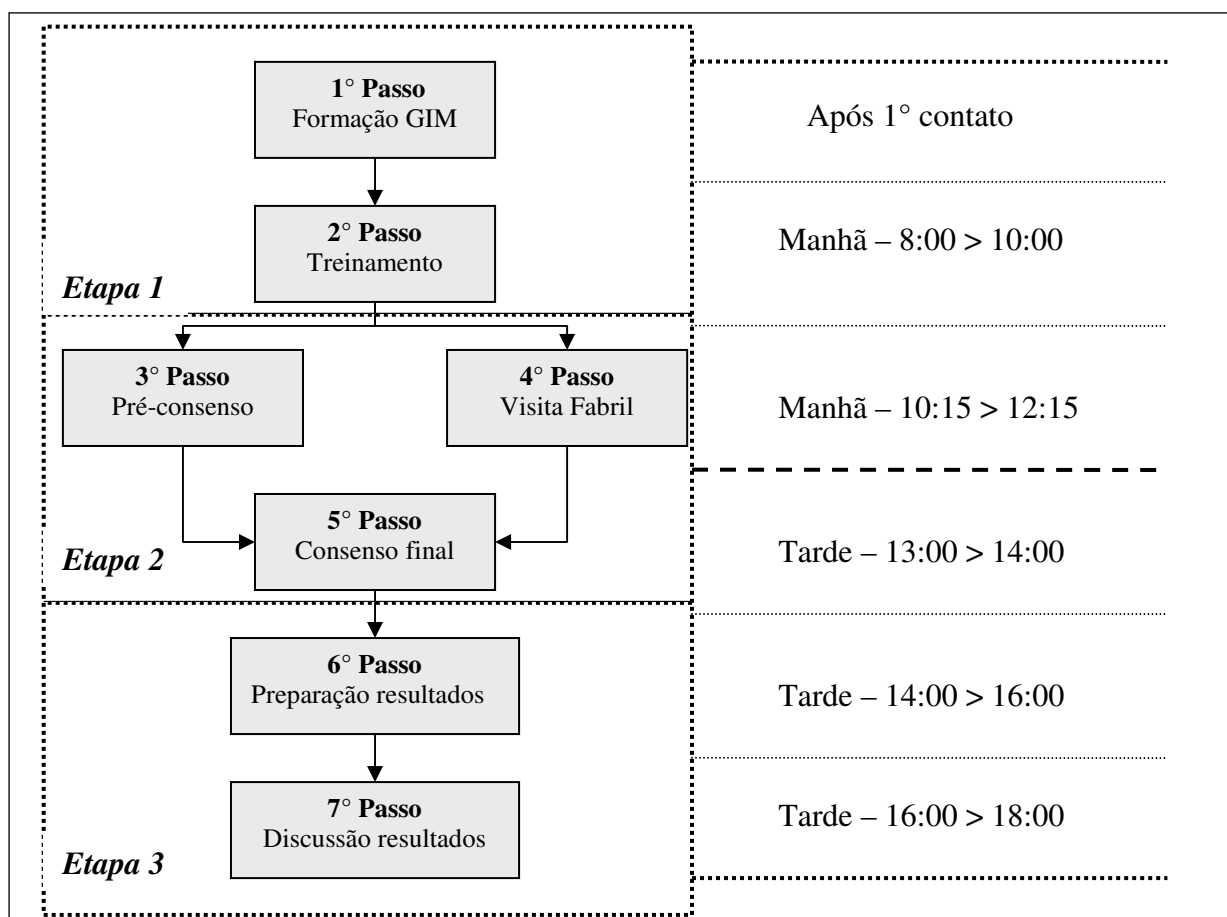 1° Passo
Formação GIM
Após 1° contato
2° Passo
Treinamento
Manhã – 8:00 > 10:00
Etapa 1
3° Passo
Pré-consenso
4° Passo
Visita Fabril
Manhã – 10:15 > 12:15
5° Passo
Consenso final
Tarde – 13:00 > 14:00
Etapa 2
6° Passo
Preparação resultados
Tarde – 14:00 > 16:00
7° Passo
Discussão resultados
Tarde – 16:00 > 18:00
Etapa 3